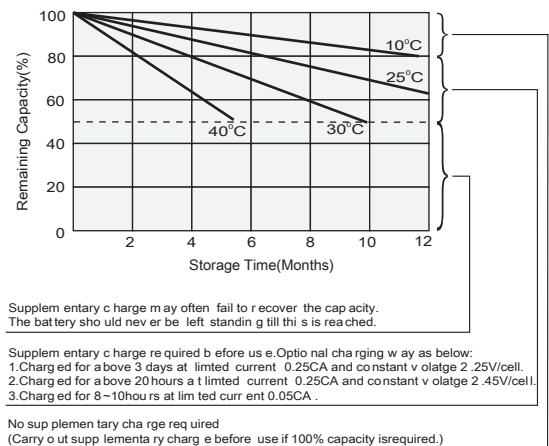 100
80
60
40
20
0
Remaining Capacity(%)
10°C
25°C
30°C
40°C
2 4 6 8 10 12
Storage Time(Months)
Supplem entary c harge m ay often fail to r ecover the cap acity.
The bat tery sho uld nev er be left standin g till thi s is rea ched.
Supplem entary c harge re quired b efore us e.Optio nal cha rging w ay as below:
1.Charg ed for a bove 3 days at limted current 0.25CA and co nstant v olatge 2 .25V/cell.
2.Charg ed for a bove 20 hours a t limted current 0.25CA and constant v olatge 2 .45V/cell.
3.Charg ed for 8 ~10hou rs at lim ted curr ent 0.05CA .
No sup plemen tary cha rge req uired
(Carry o ut supp lementa ry charg e before use if 100% capacity isrequired.)